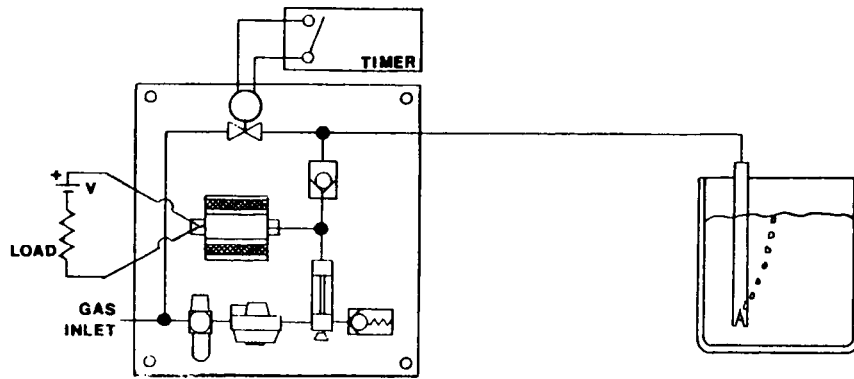 TIMER
+
V
LOAD
GAS
INLET